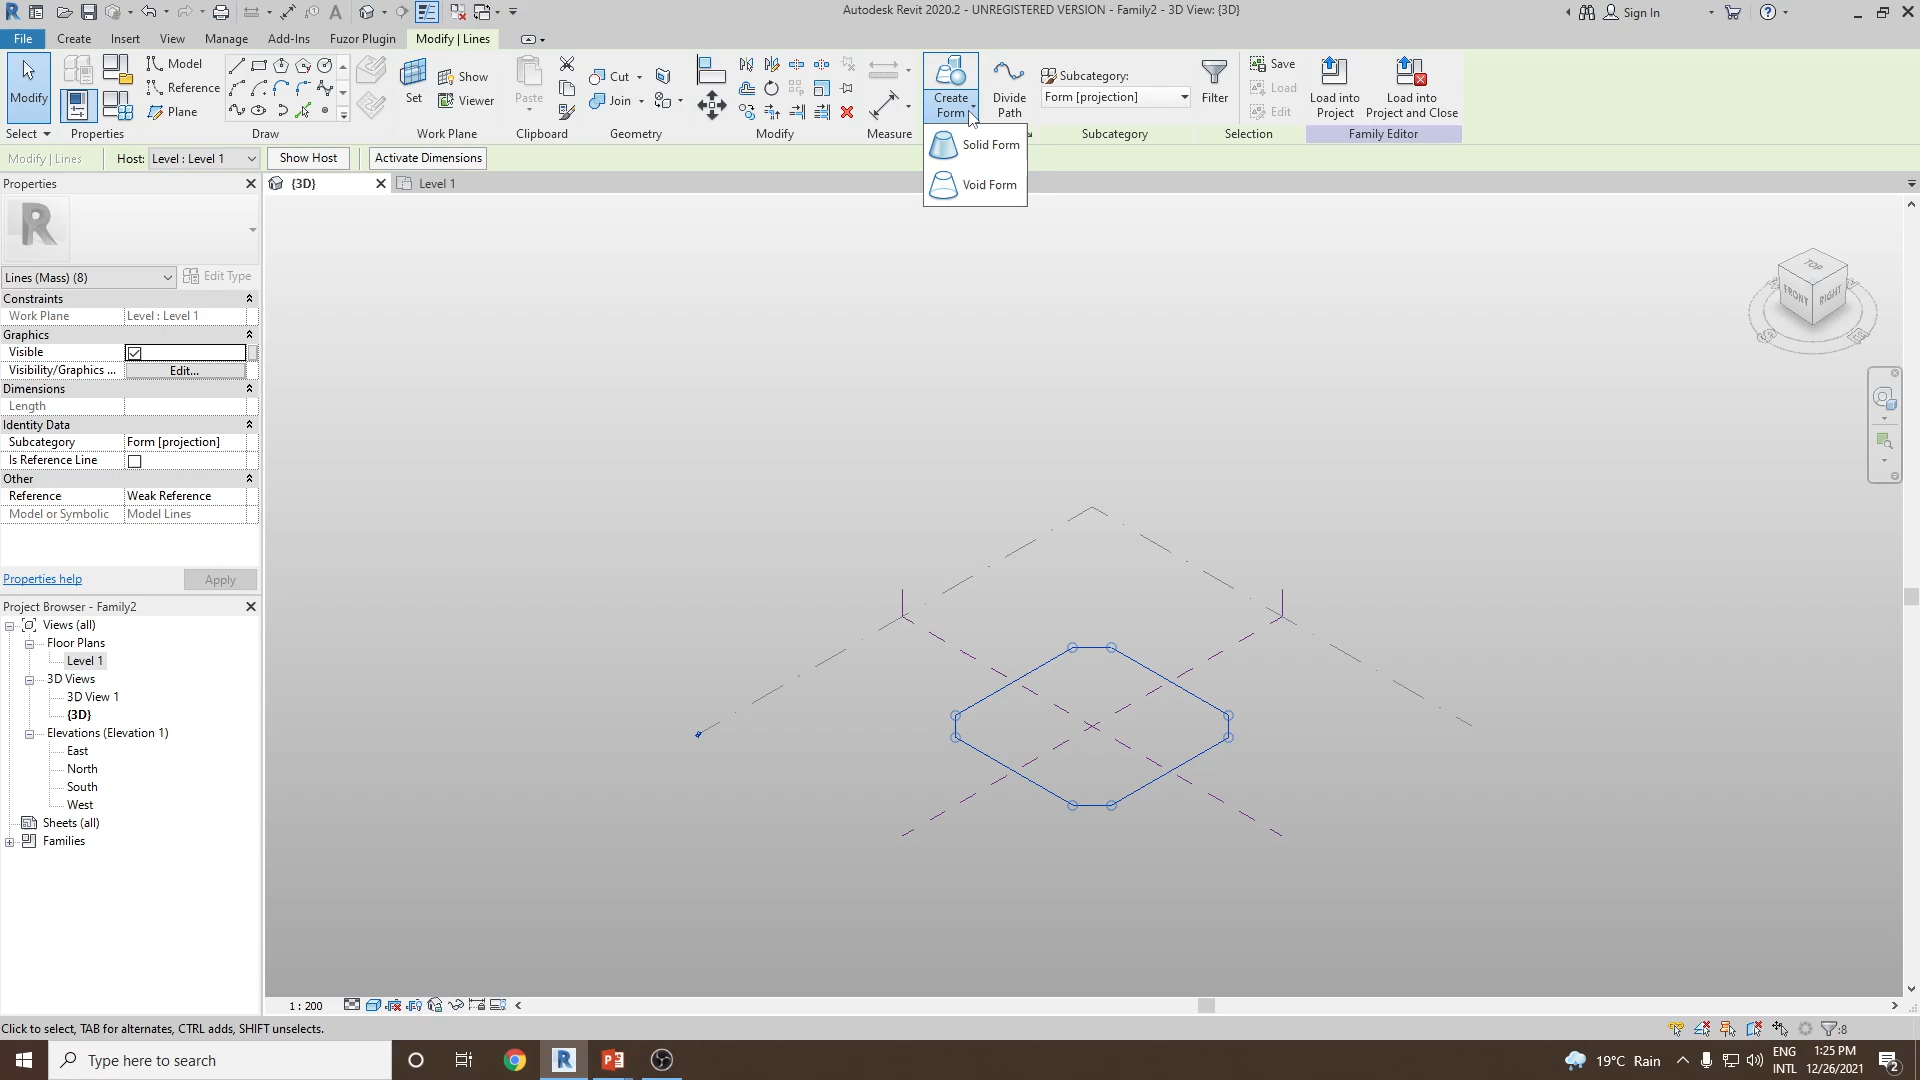 Autodesk Revit 2020.2 - UNREGISTERED VERSION - Family2 - 3D View: {3D}
Sign In
File Create Insert View Manage Add-Ins Fuzor Plugin Modify | Lines
Modify
Select
Properties
Model
Reference
Plane
Draw
Set
Show
Viewer
Work Plane
Paste
Clipboard
Cut
Join
Geometry
Modify
Measure
Create Form
Divide Path
Solid Form
Void Form
Subcategory:
Form [projection]
Subcategory
Filter
Save
Load
Edit
Selection
Load into Project
Load into Project and Close
Family Editor
Modify | Lines
Host: Level : Level 1
Show Host
Activate Dimensions
Properties
{3D}
Level 1
Lines (Mass) (8)
Edit Type
Constraints
Work Plane Level : Level 1
Graphics
Visible
Visibility/Graphics ... Edit...
Dimensions
Length
Identity Data
Subcategory Form [projection]
Is Reference Line
Other
Reference Weak Reference
Model or Symbolic Model Lines
Properties help
Apply
Project Browser - Family2
Views (all)
Floor Plans
Level 1
3D Views
3D View 1
{3D}
Elevations (Elevation 1)
East
North
South
West
Sheets (all)
Families
TOP
FRONT
RIGHT
1 : 200
Click to select, TAB for alternates, CTRL adds, SHIFT unselects.
:8
Type here to search
19°C Rain
ENG
INTL
1:25 PM
12/26/2021
2